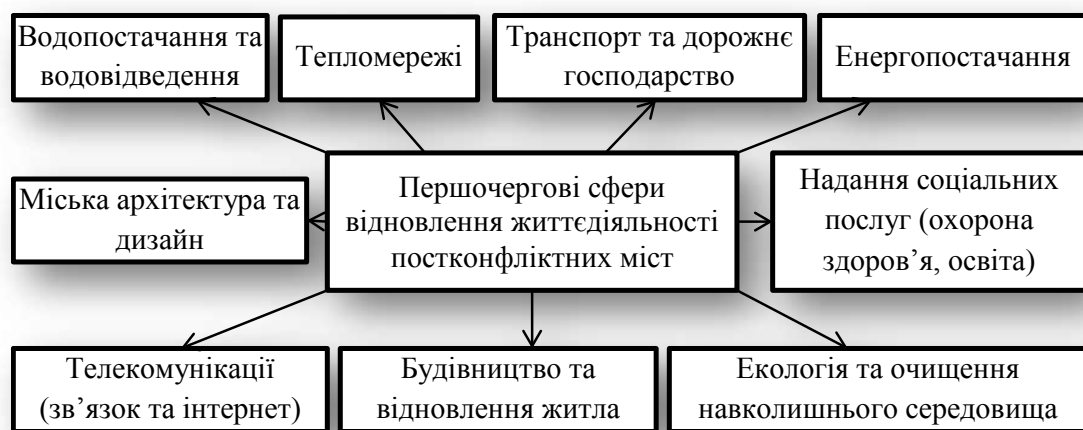 Водопостачання та
водовідведення
Тепломережі
Транспорт та дорожнє
господарство
Енергопостачання
Міська архітектура та
дизайн
Першочергові сфери
відновлення життєдіяльності
постконфліктних міст
Надання соціальних
послуг (охорона
здоров’я, освіта)
Телекомунікації
(зв’язок та інтернет)
Будівництво та
відновлення житла
Екологія та очищення
навколишнього середовища